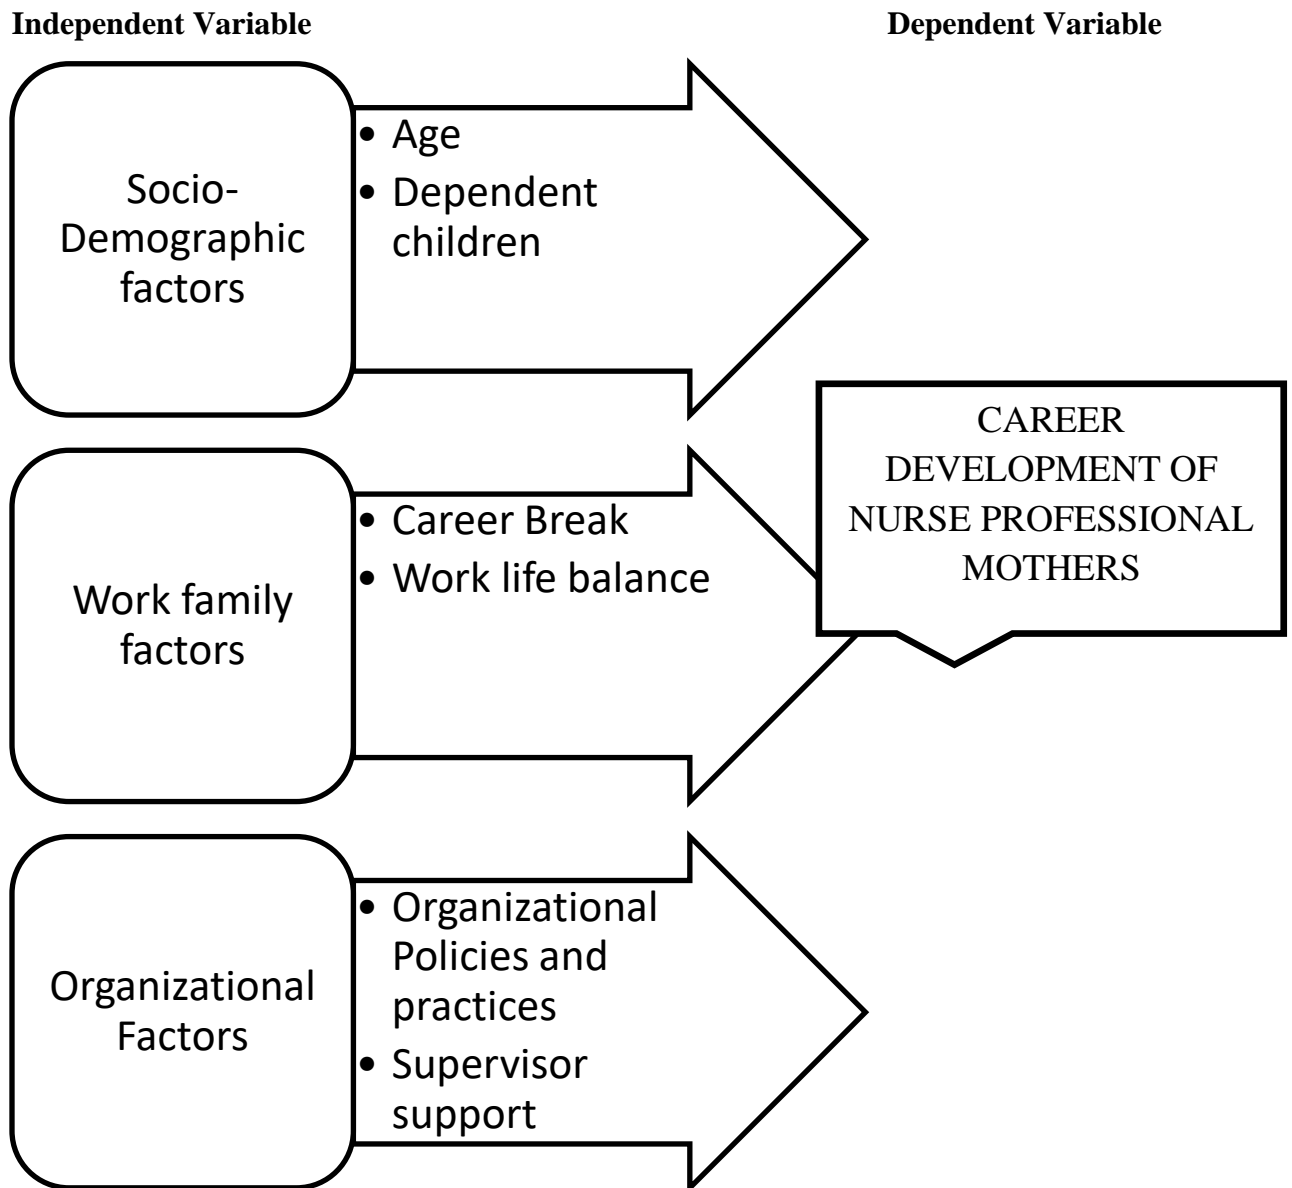 Independent Variable
Dependent Variable
Socio-
Demographic
factors
• Age
• Dependent
children
CAREER
DEVELOPMENT OF
NURSE PROFESSIONAL
MOTHERS
Work family
factors
• Career Break
• Work life balance
Organizational
Factors
• Organizational
Policies and
practices
• Supervisor
support